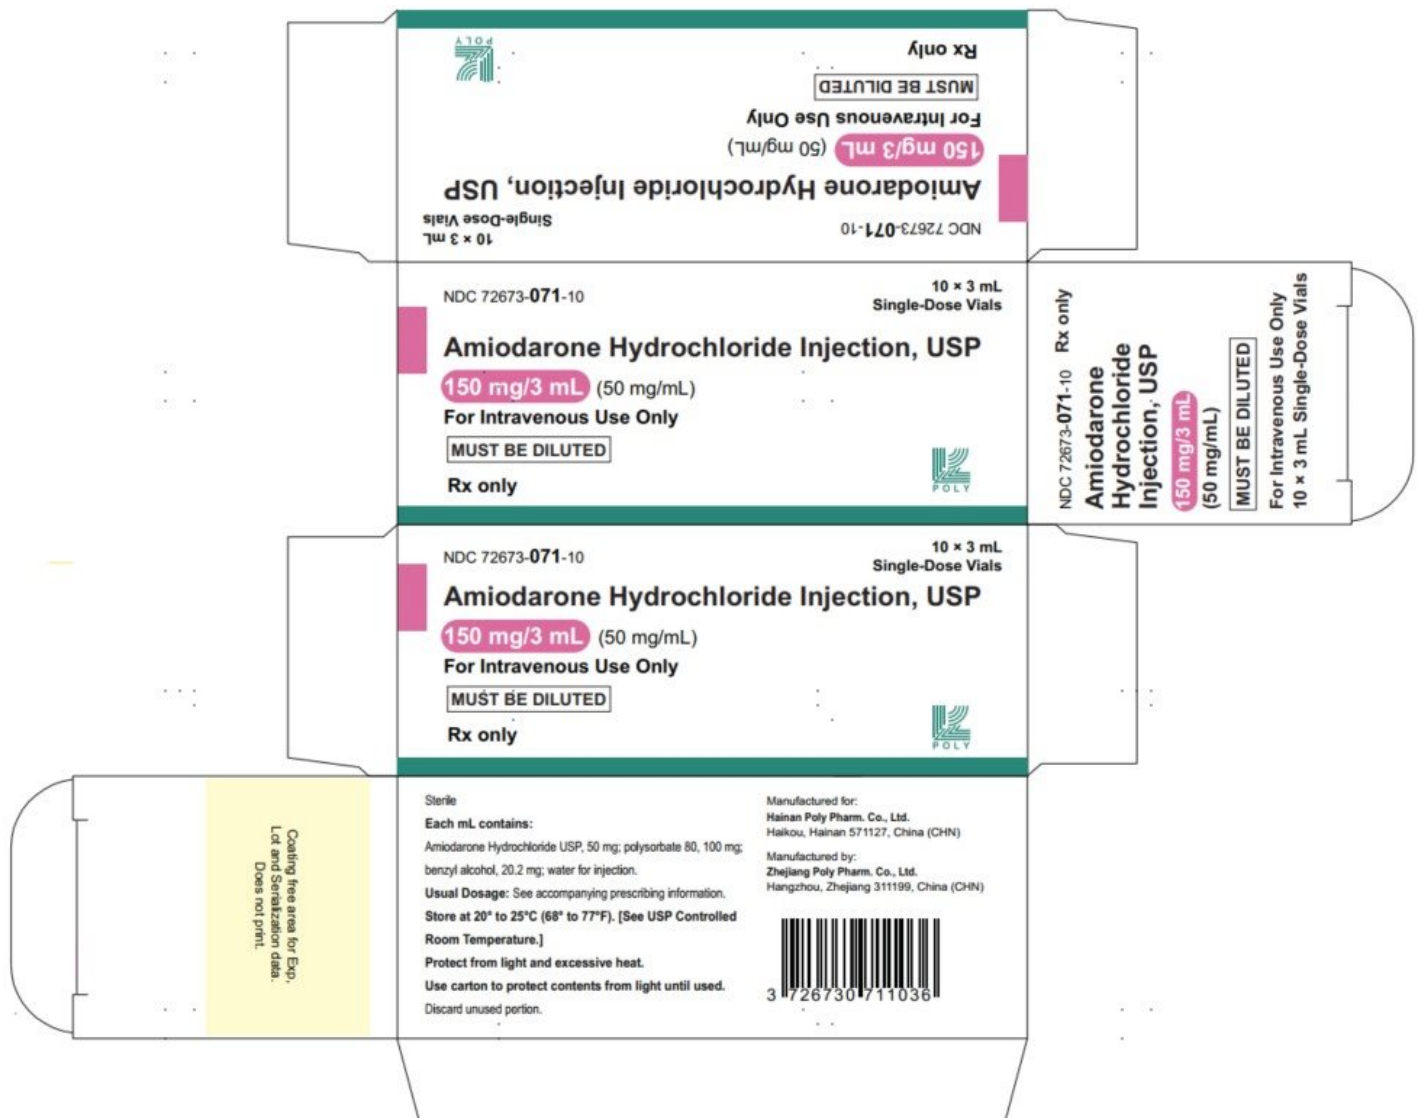 POLY
Rx only
MUST BE DILUTED
For Intravenous Use Only
150 mg/3 mL (50 mg/mL)
Amiodarone Hydrochloride Injection, USP
10 × 3 mL
Single-Dose Vials
NDC 72673-071-10
NDC 72673-071-10
10 × 3 mL
Single-Dose Vials
Amiodarone Hydrochloride Injection, USP
150 mg/3 mL (50 mg/mL)
For Intravenous Use Only
MUST BE DILUTED
Rx only
POLY
NDC 72673-071-10 Rx only
Amiodarone
Hydrochloride
Injection, USP
150 mg/3 mL
(50 mg/mL)
MUST BE DILUTED
For Intravenous Use Only
10 × 3 mL Single-Dose Vials
NDC 72673-071-10
10 × 3 mL
Single-Dose Vials
Amiodarone Hydrochloride Injection, USP
150 mg/3 mL (50 mg/mL)
For Intravenous Use Only
MUST BE DILUTED
Rx only
POLY
Coating free area for Exp,
Lot and Serialization data.
Does not print.
Sterile
Each mL contains:
Amiodarone Hydrochloride USP, 50 mg; polysorbate 80, 100 mg;
benzyl alcohol, 20.2 mg; water for injection.
Usual Dosage: See accompanying prescribing information.
Store at 20° to 25°C (68° to 77°F). [See USP Controlled
Room Temperature.]
Protect from light and excessive heat.
Use carton to protect contents from light until used.
Discard unused portion.
Manufactured for:
Hainan Poly Pharm. Co., Ltd.
Haikou, Hainan 571127, China (CHN)
Manufactured by:
Zhejiang Poly Pharm. Co., Ltd.
Hangzhou, Zhejiang 311199, China (CHN)
3 726730 711036